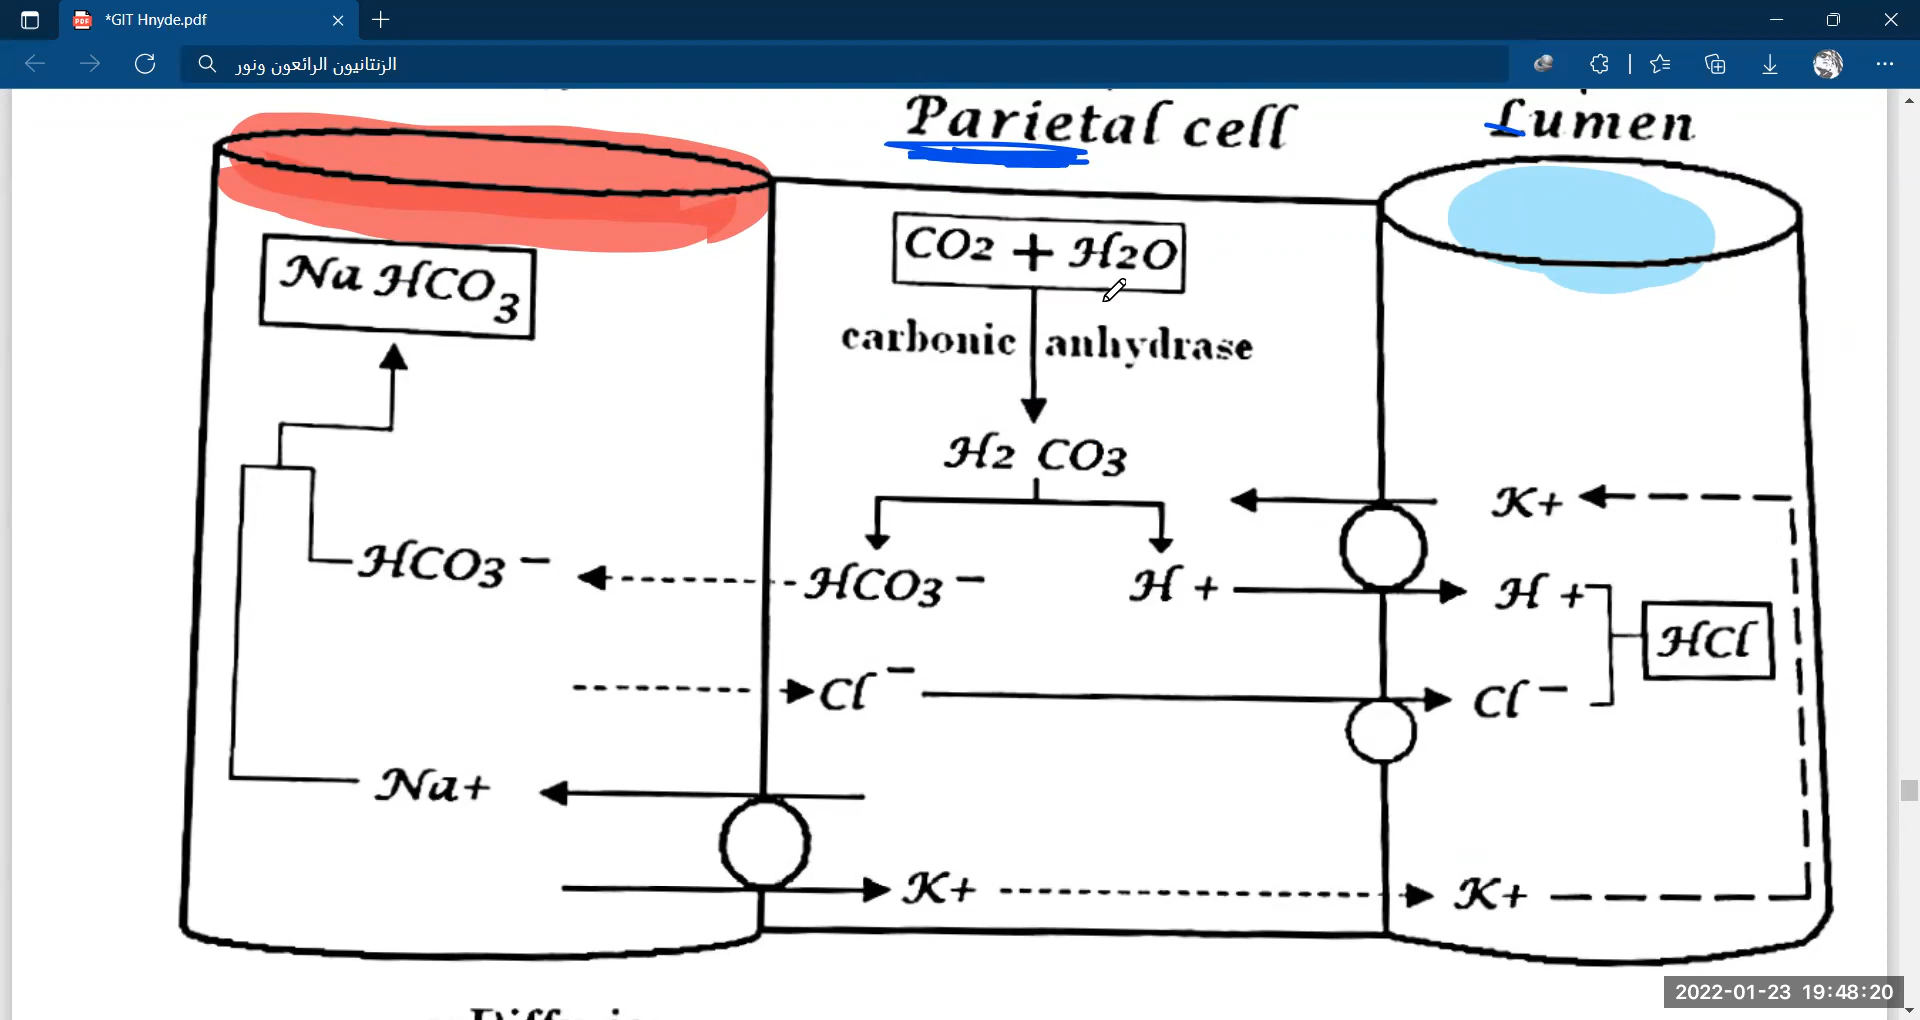 *GIT Hnyde.pdf
الزنتانيون الرائعون ونور
Parietal cell
Lumen
CO2 + H2O
Na HCO3
carbonic anhydrase
H2 CO3
K+
HCO3 -
HCO3 -
H +
H +
HCl
Cl -
Cl -
Na+
K+
K+
2022-01-23 19:48:20